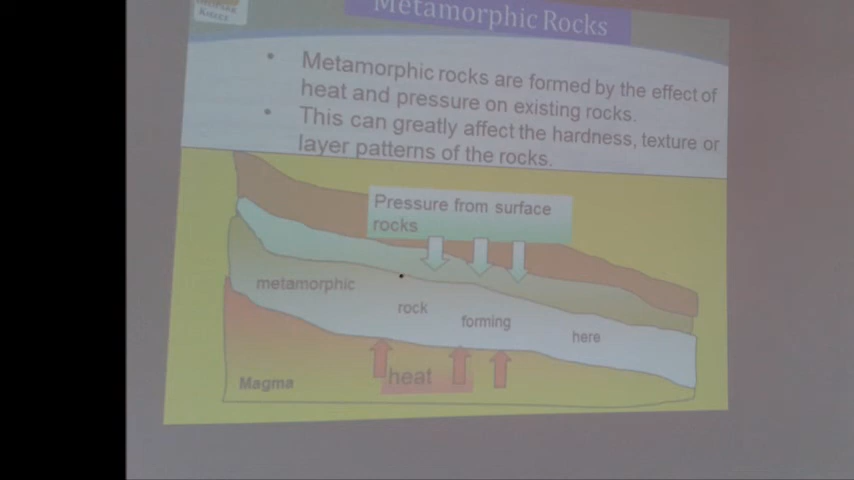 Metamorphic Rocks
• Metamorphic rocks are formed by the effect of
heat and pressure on existing rocks.
• This can greatly affect the hardness, texture or
layer patterns of the rocks.
Pressure from surface
rocks
metamorphic
rock
forming
here
heat
Magma